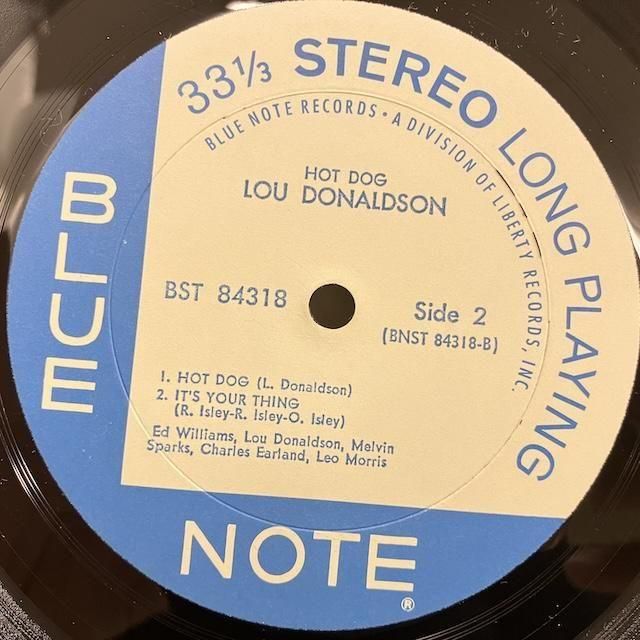 33 1/3 STEREO LONG PLAYING
BLUE NOTE RECORDS • A DIVISION OF LIBERTY RECORDS, INC.
HOT DOG
LOU DONALDSON
BST 84318
Side 2
(BNST 84318-B)
1. HOT DOG (L. Donaldson)
2. IT'S YOUR THING
(R. Isley-R. Isley-O. Isley)
Ed Williams, Lou Donaldson, Melvin
Sparks, Charles Earland, Leo Morris
BLUE
NOTE®